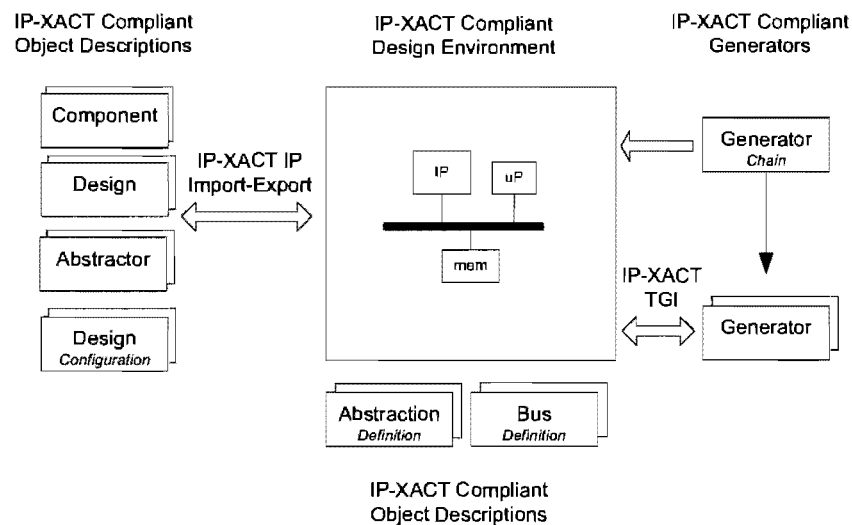 IP-XACT Compliant
Object Descriptions
IP-XACT Compliant
Design Environment
IP-XACT Compliant
Generators
Component
Design
Abstractor
Design
Configuration
IP-XACT IP
Import-Export
IP
uP
mem
Generator
Chain
IP-XACT
TGI
Generator
Abstraction
Definition
Bus
Definition
IP-XACT Compliant
Object Descriptions